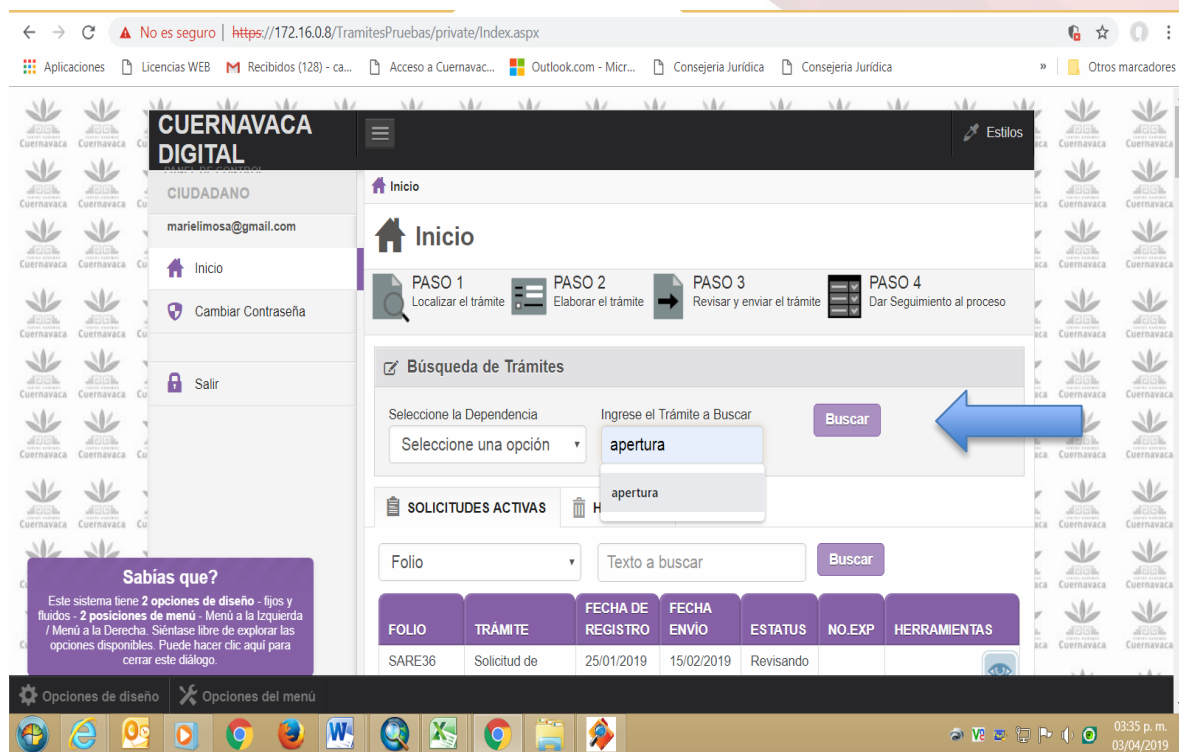 No es seguro | https://172.16.0.8/TramitesPruebas/private/Index.aspx
Aplicaciones Licencias WEB Recibidos (128) - ca... Acceso a Cuernavac... Outlook.com - Micr... Consejeria Jurídica Consejeria Jurídica » Otros marcadores
CUERNAVACA DIGITAL
Estilos
PANEL DE CONTROL
CIUDADANO
marielimosa@gmail.com
Inicio
Cambiar Contraseña
Salir
Inicio
Inicio
PASO 1
Localizar el trámite
PASO 2
Elaborar el trámite
PASO 3
Revisar y enviar el trámite
PASO 4
Dar Seguimiento al proceso
Búsqueda de Trámites
Seleccione la Dependencia
Ingrese el Trámite a Buscar
Seleccione una opción
apertura
Buscar
apertura
SOLICITUDES ACTIVAS
H
Folio
Texto a buscar
Buscar
FOLIO TRÁMITE FECHA DE REGISTRO FECHA ENVÍO ESTATUS NO.EXP HERRAMIENTAS
SARE36 Solicitud de 25/01/2019 15/02/2019 Revisando
Sabías que?
Este sistema tiene 2 opciones de diseño - fijos y
fluidos - 2 posiciones de menú - Menú a la Izquierda
/ Menú a la Derecha. Siéntase libre de explorar las
opciones disponibles. Puede hacer clic aquí para
cerrar este diálogo.
Opciones de diseño Opciones del menú
03:35 p. m.
03/04/2019
Cuernavaca